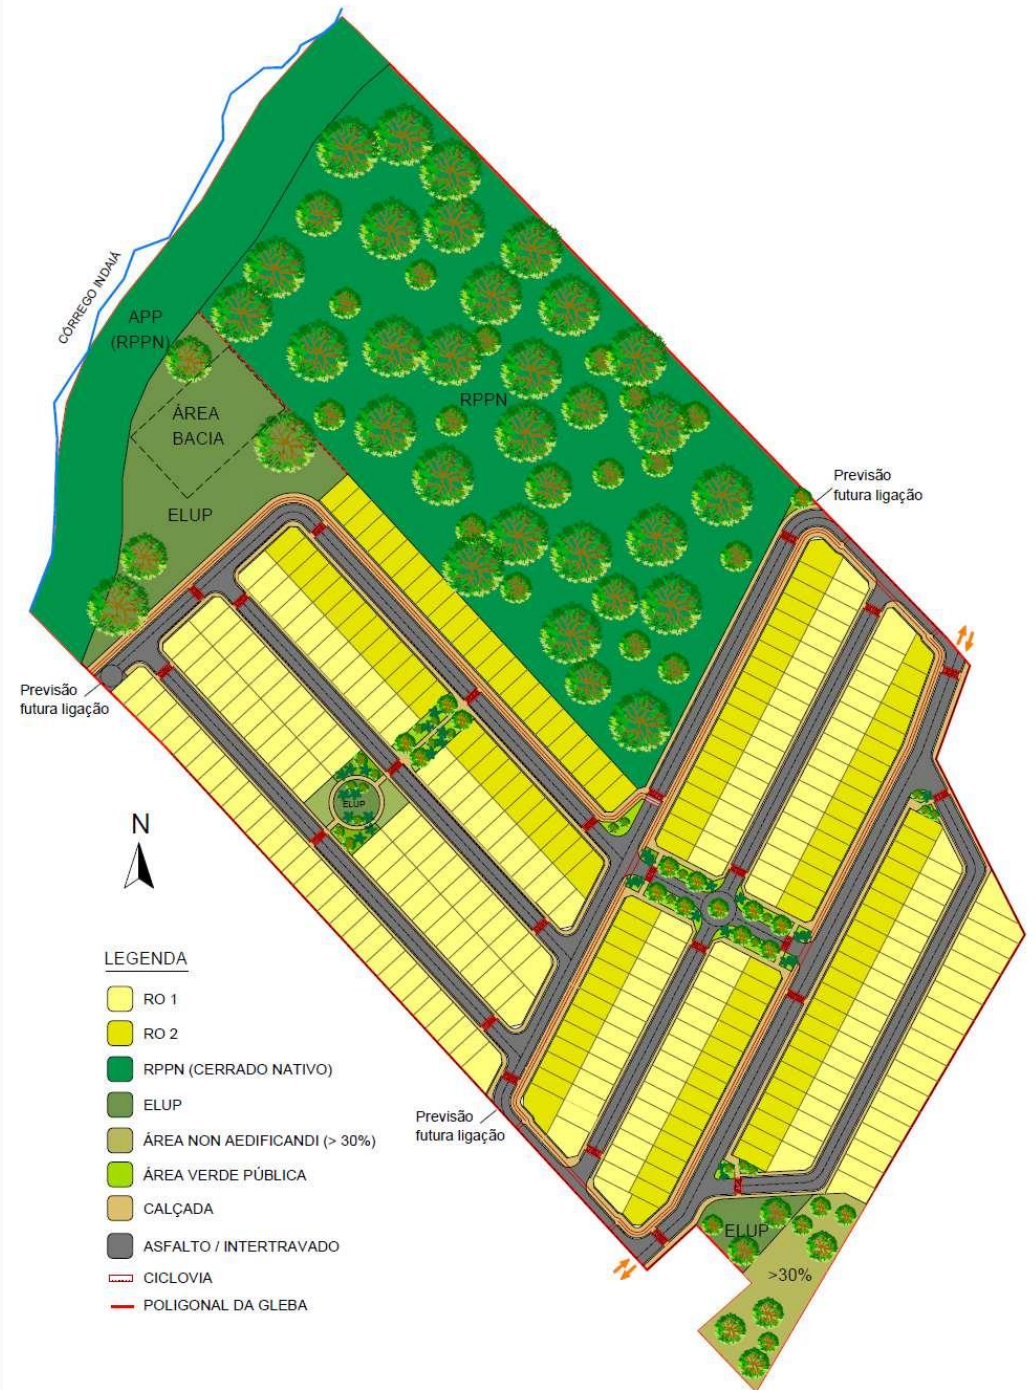 CÓRREGO INDAIÁ
APP
(RPPN)
ÁREA
BACIA
ELUP
RPPN
Previsão
futura ligação
Previsão
futura ligação
ELUP
N
Previsão
futura ligação
ELUP
>30%
LEGENDA
RO 1
RO 2
RPPN (CERRADO NATIVO)
ELUP
ÁREA NON AEDIFICANDI (> 30%)
ÁREA VERDE PÚBLICA
CALÇADA
ASFALTO / INTERTRAVADO
CICLOVIA
POLIGONAL DA GLEBA